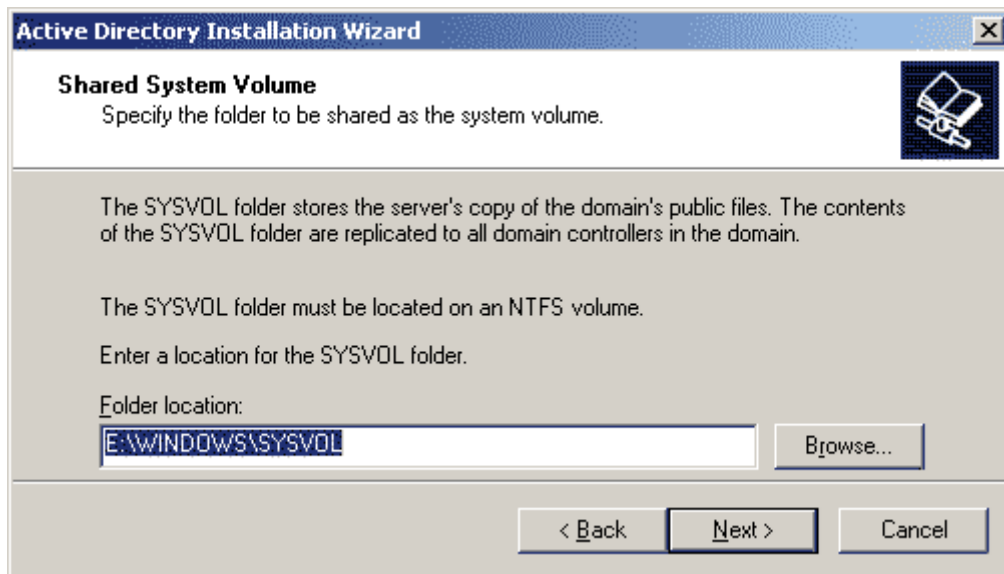 Active Directory Installation Wizard
Shared System Volume
Specify the folder to be shared as the system volume.
The SYSVOL folder stores the server's copy of the domain's public files. The contents
of the SYSVOL folder are replicated to all domain controllers in the domain.
The SYSVOL folder must be located on an NTFS volume.
Enter a location for the SYSVOL folder.
Folder location:
E:\WINDOWS\SYSVOL
Browse...
< Back
Next >
Cancel